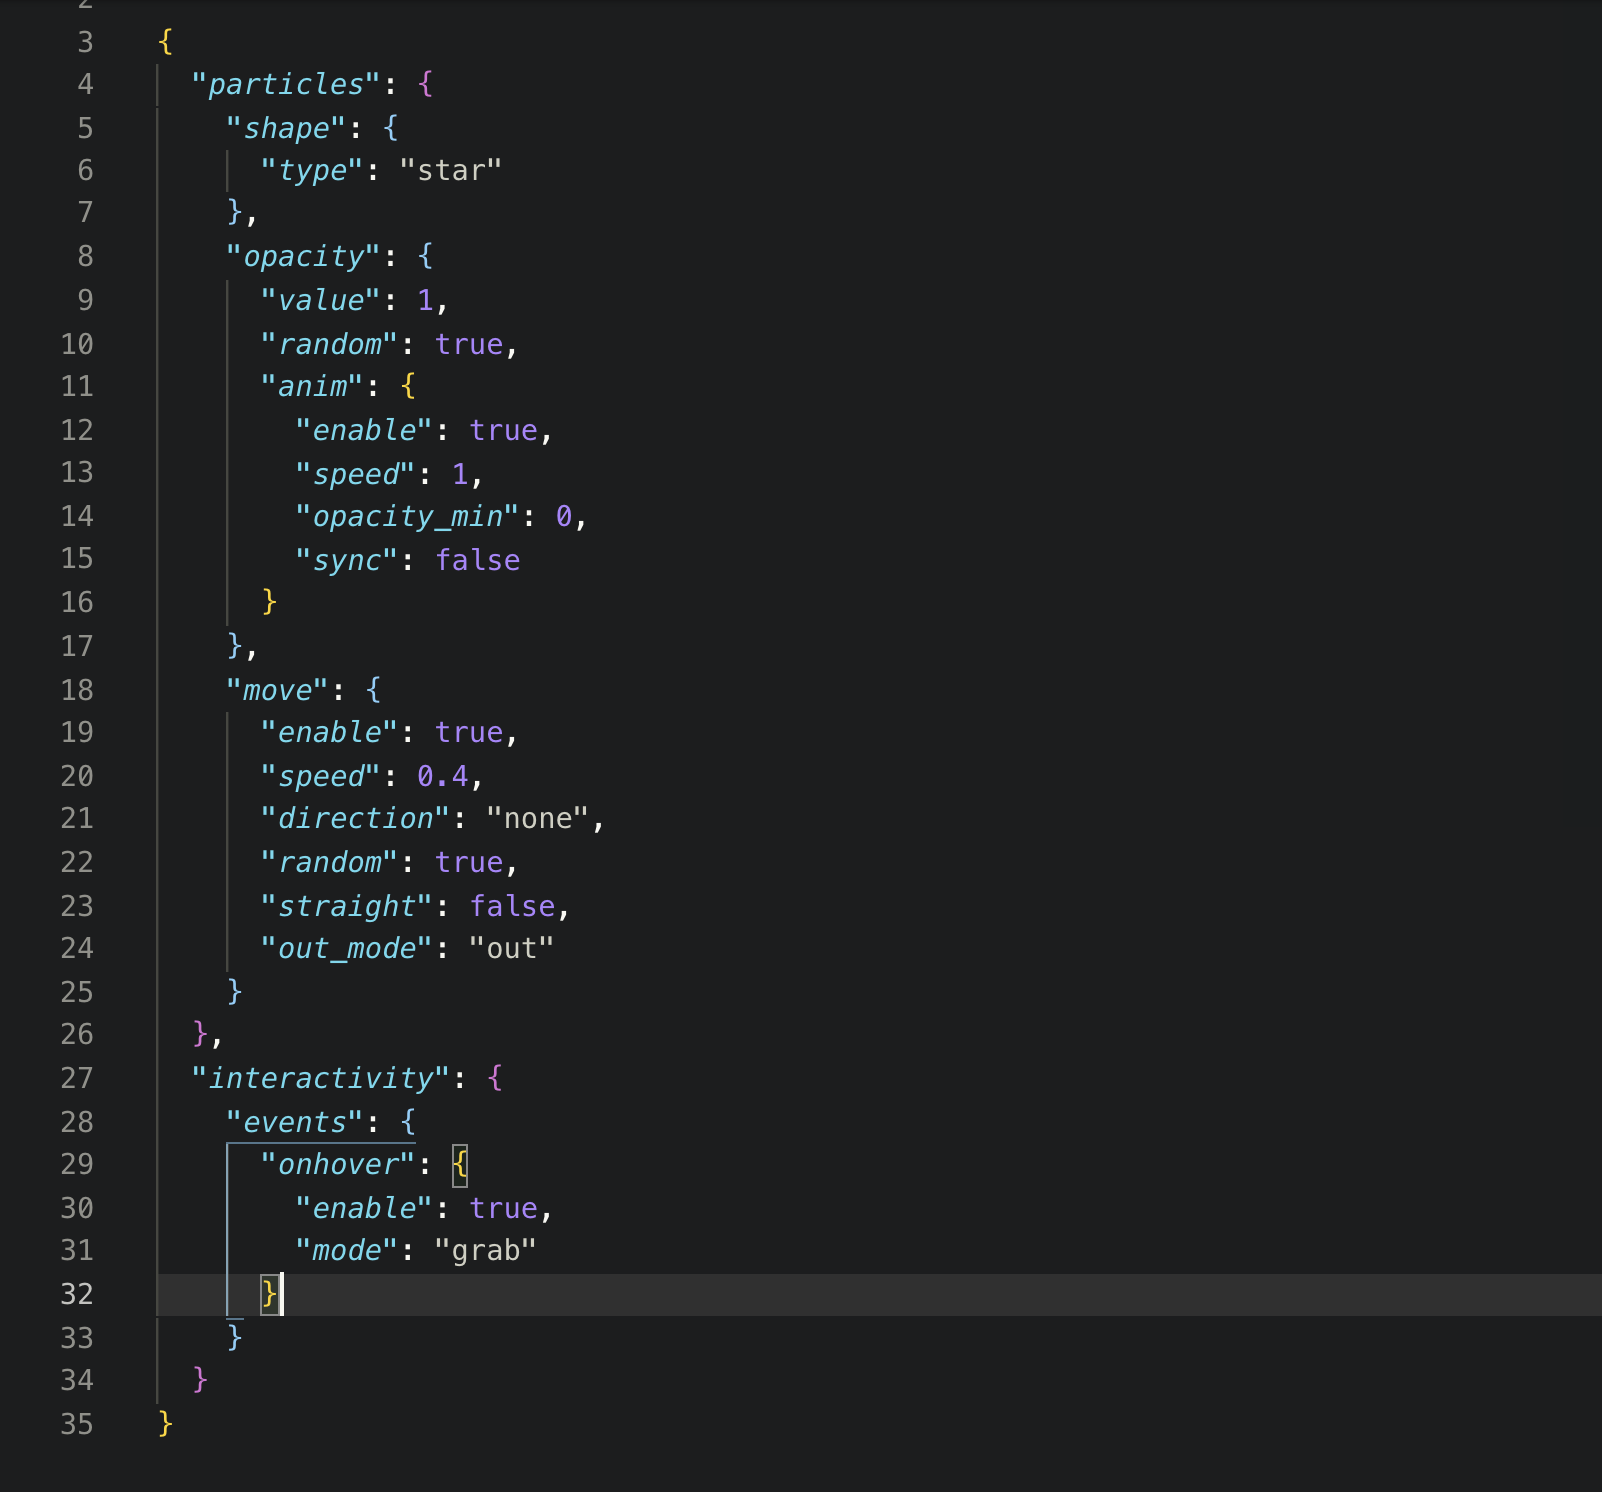 2
3 {
4 "particles": {
5 "shape": {
6 "type": "star"
7 },
8 "opacity": {
9 "value": 1,
10 "random": true,
11 "anim": {
12 "enable": true,
13 "speed": 1,
14 "opacity_min": 0,
15 "sync": false
16 }
17 },
18 "move": {
19 "enable": true,
20 "speed": 0.4,
21 "direction": "none",
22 "random": true,
23 "straight": false,
24 "out_mode": "out"
25 }
26 },
27 "interactivity": {
28 "events": {
29 "onhover": {
30 "enable": true,
31 "mode": "grab"
32 }
33 }
34 }
35 }